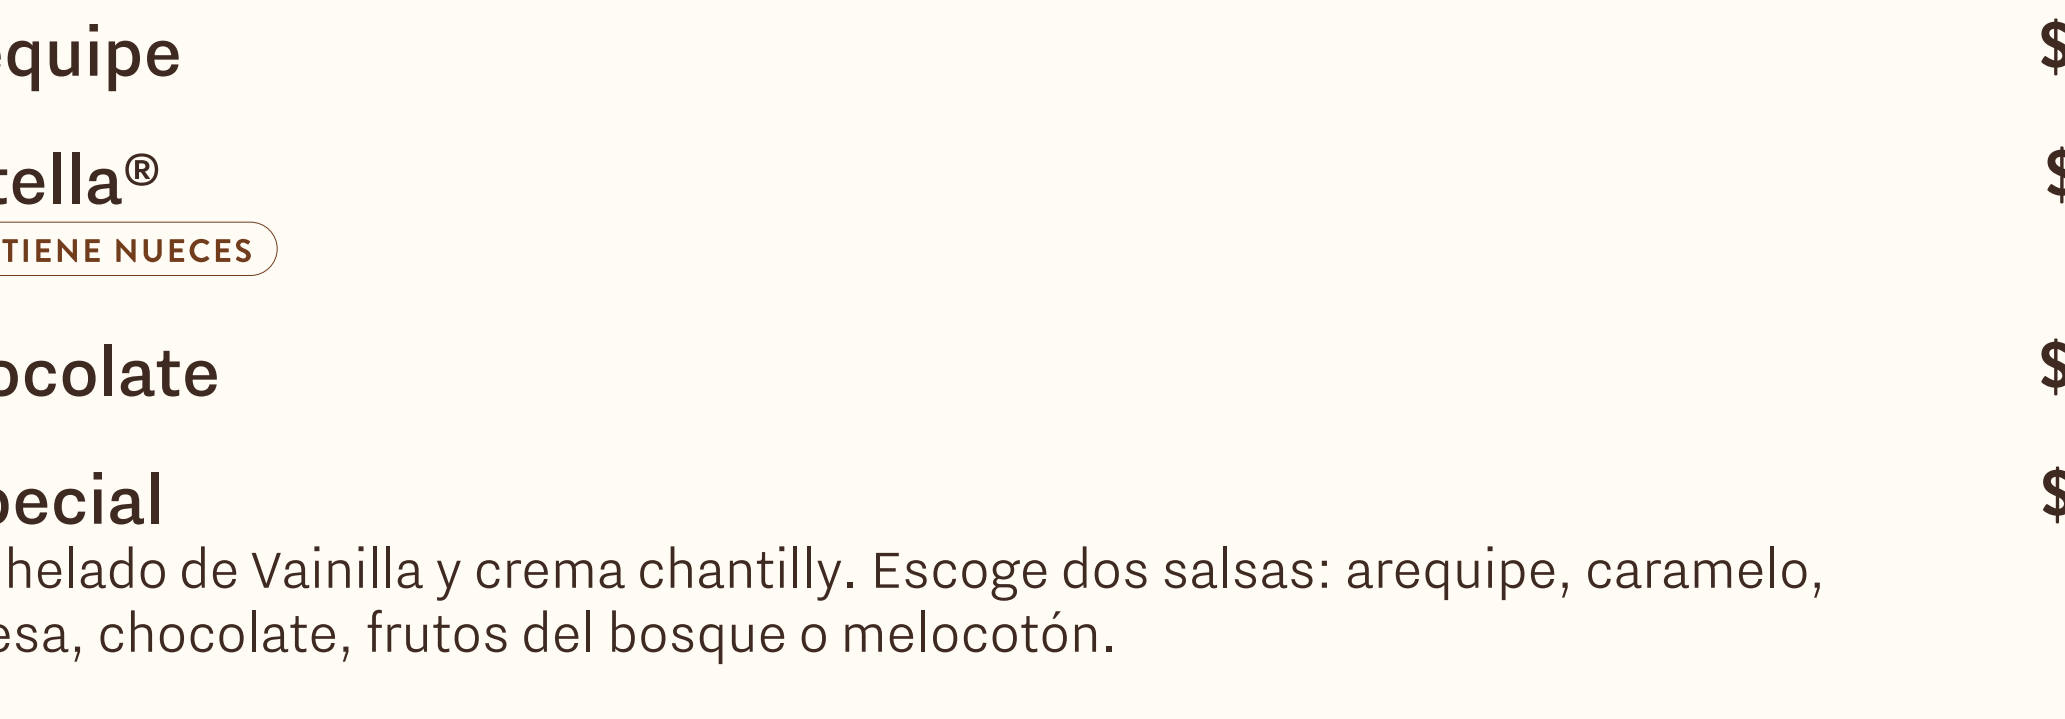 equipe $
tella® $
TIENE NUECES
ocolate $
pecial $
helado de Vainilla y crema chantilly. Escoge dos salsas: arequipe, caramelo,
esa, chocolate, frutos del bosque o melocotón.